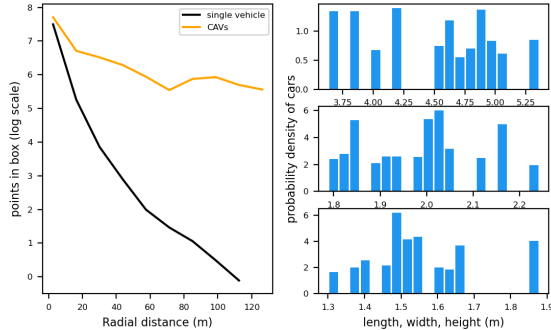 8
7
6
5
4
3
2
1
0
points in box (log scale)
single vehicle
CAVs
0 20 40 60 80 100 120
Radial distance (m)
probability density of cars
1.0
0.5
0.0
3.75 4.00 4.25 4.50 4.75 5.00 5.25
6
4
2
0
1.8 1.9 2.0 2.1 2.2
6
4
2
0
1.3 1.4 1.5 1.6 1.7 1.8 1.9
length, width, height (m)